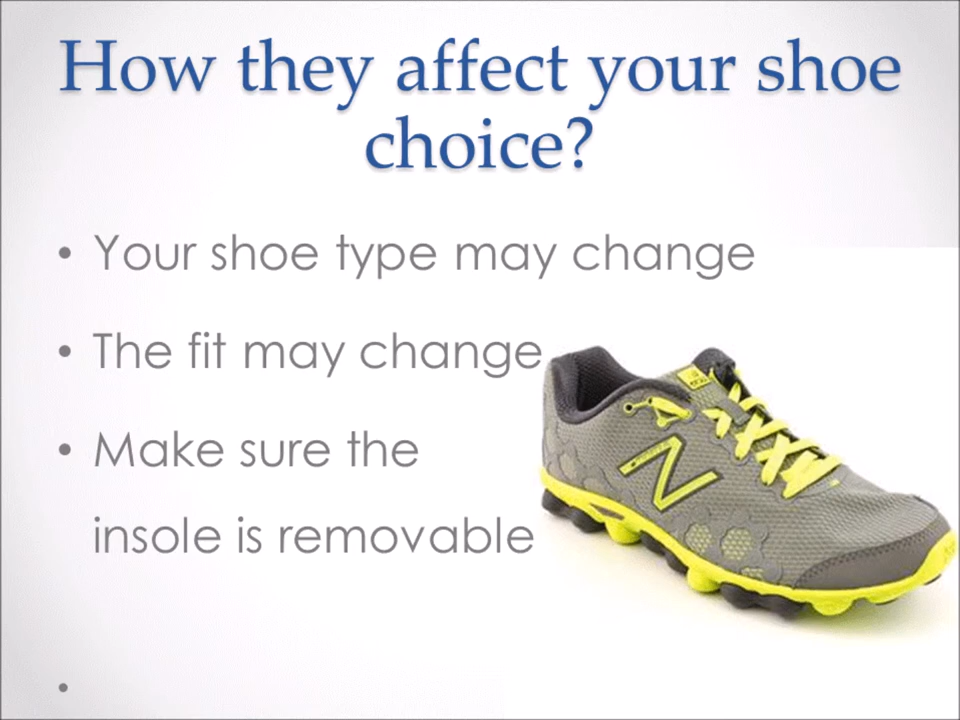 How they affect your shoe
choice?
• Your shoe type may change
• The fit may change
• Make sure the
insole is removable
•
N